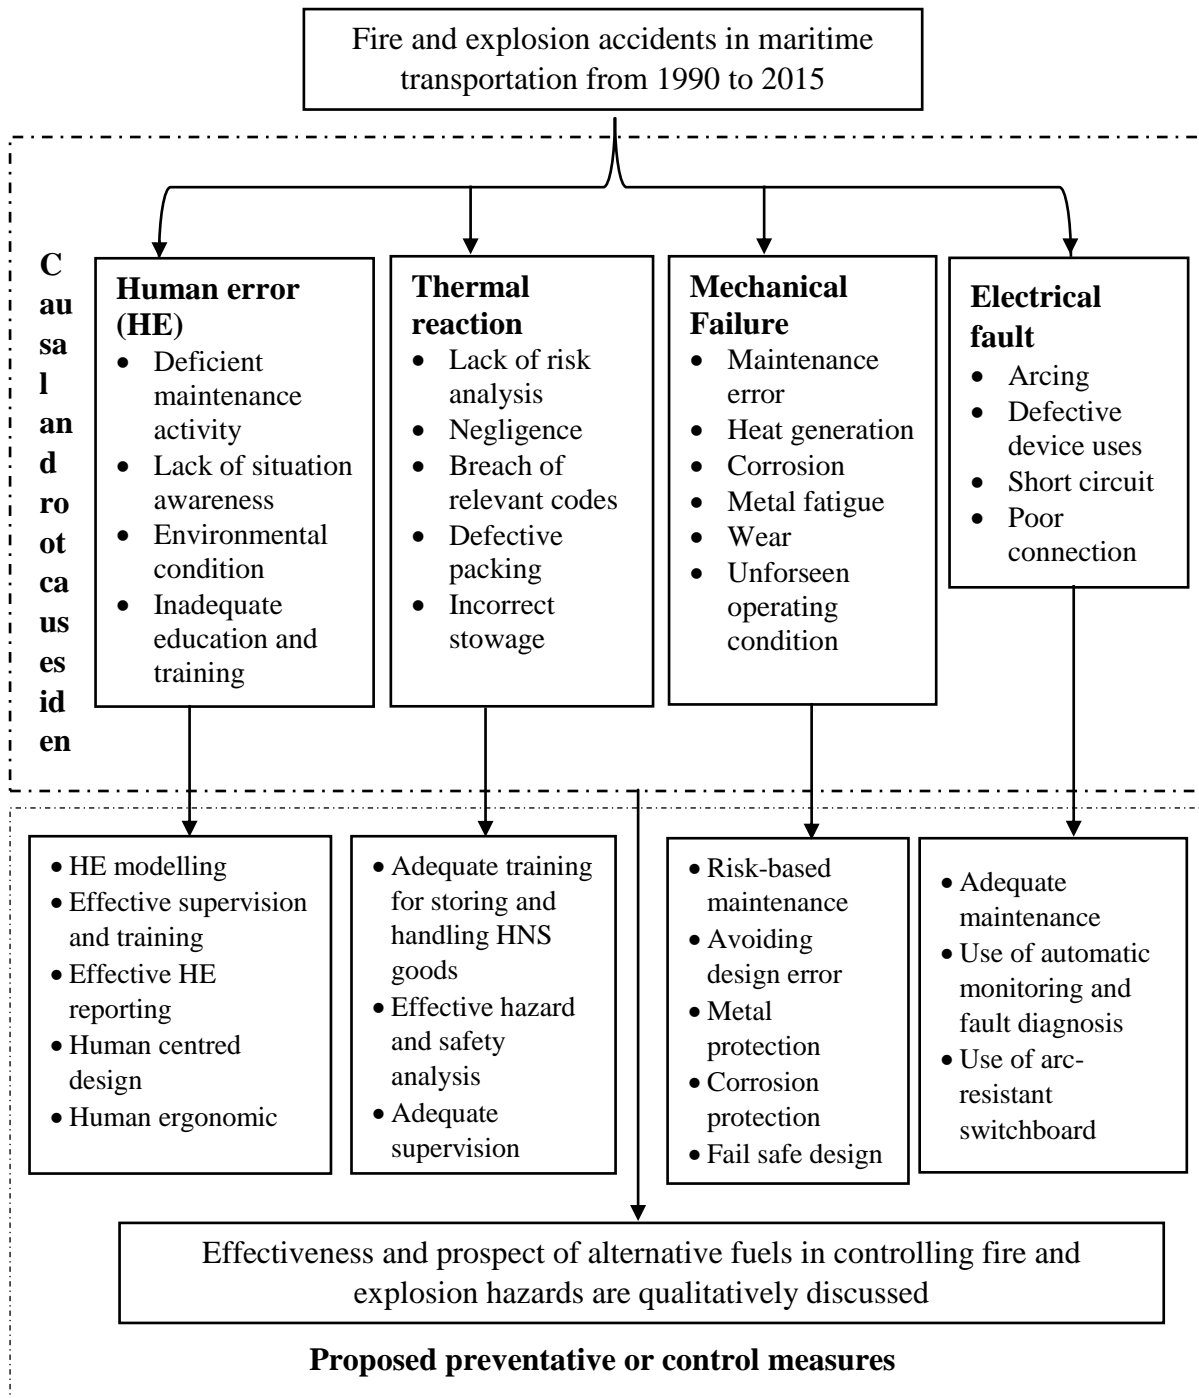 Fire and explosion accidents in maritime
transportation from 1990 to 2015
C
au
sa
l
an
d
ro
ot
ca
us
es
id
en
Human error
(HE)
• Deficient
maintenance
activity
• Lack of situation
awareness
• Environmental
condition
• Inadequate
education and
training
Thermal
reaction
• Lack of risk
analysis
• Negligence
• Breach of
relevant codes
• Defective
packing
• Incorrect
stowage
Mechanical
Failure
• Maintenance
error
• Heat generation
• Corrosion
• Metal fatigue
• Wear
• Unforseen
operating
condition
Electrical
fault
• Arcing
• Defective
device uses
• Short circuit
• Poor
connection
• HE modelling
• Effective supervision
and training
• Effective HE
reporting
• Human centred
design
• Human ergonomic
• Adequate training
for storing and
handling HNS
goods
• Effective hazard
and safety
analysis
• Adequate
supervision
• Risk-based
maintenance
• Avoiding
design error
• Metal
protection
• Corrosion
protection
• Fail safe design
• Adequate
maintenance
• Use of automatic
monitoring and
fault diagnosis
• Use of arc-
resistant
switchboard
Effectiveness and prospect of alternative fuels in controlling fire and
explosion hazards are qualitatively discussed
Proposed preventative or control measures